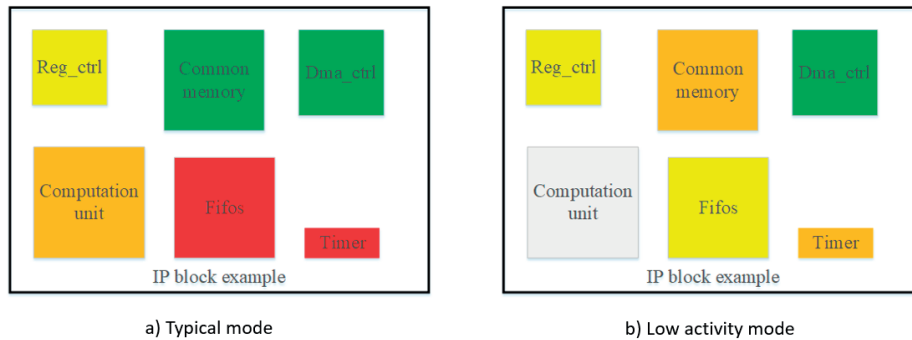 Reg_ctrl
Common
memory
Dma_ctrl
Computation
unit
Fifos
Timer
IP block example
a) Typical mode
Reg_ctrl
Common
memory
Dma_ctrl
Computation
unit
Fifos
Timer
IP block example
b) Low activity mode